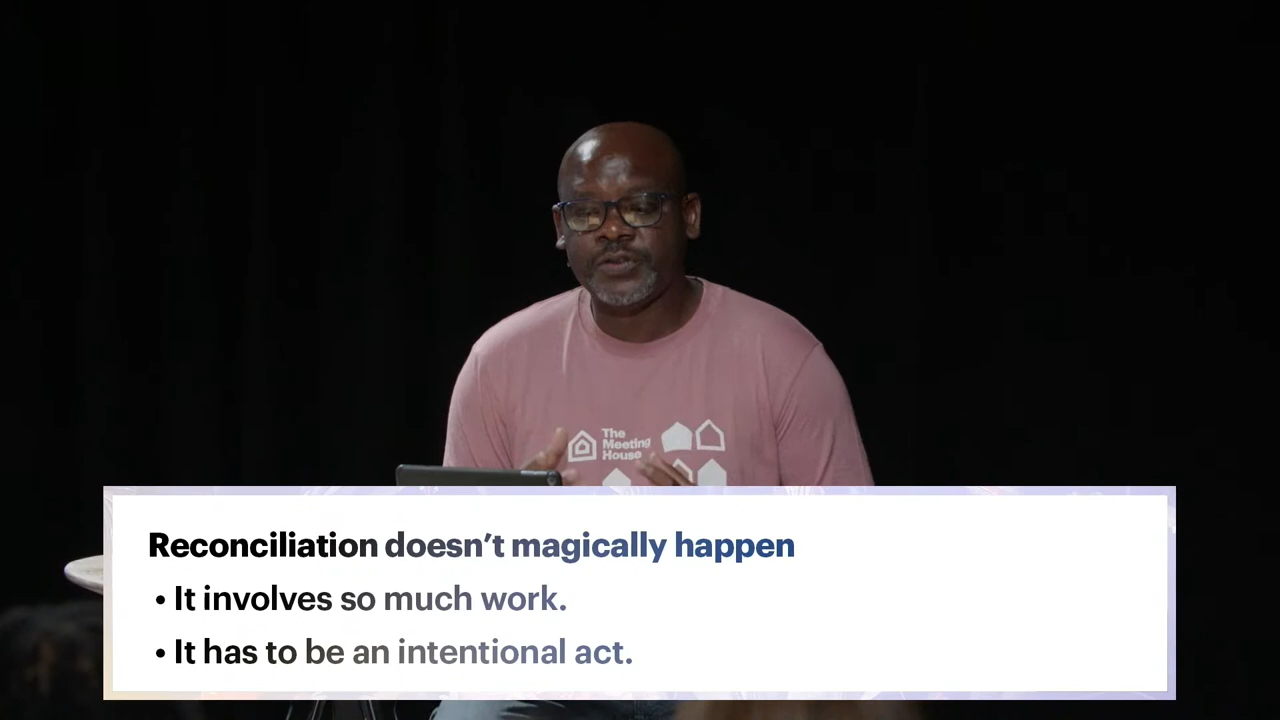 The
Meeting
House
Reconciliation doesn’t magically happen
• It involves so much work.
• It has to be an intentional act.